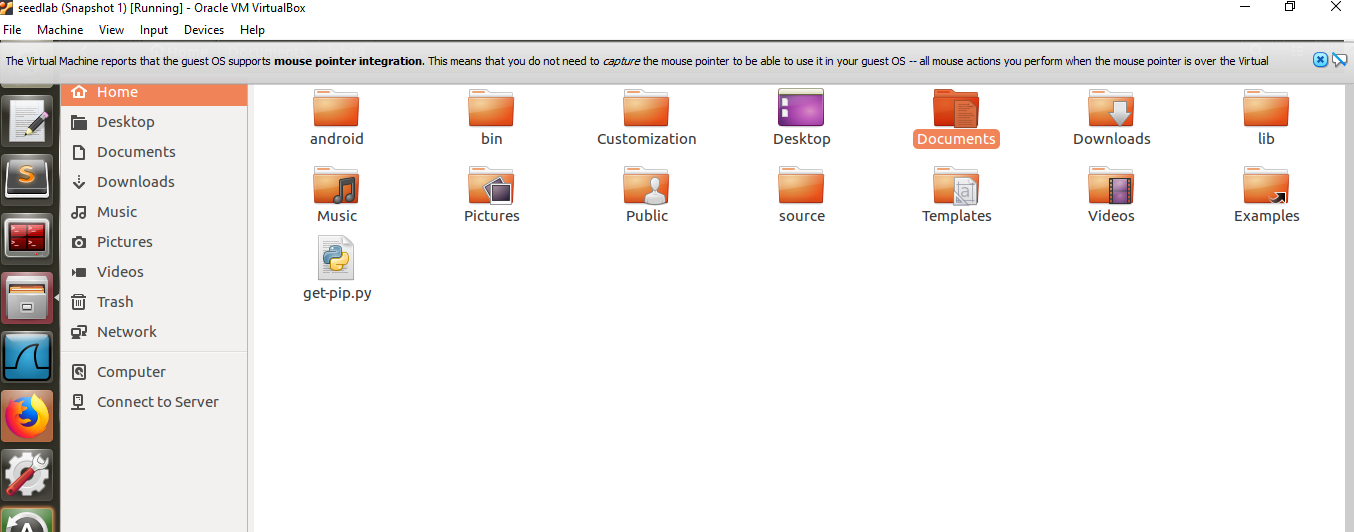 seedlab (Snapshot 1) [Running] - Oracle VM VirtualBox
File Machine View Input Devices Help
The Virtual Machine reports that the guest OS supports mouse pointer integration. This means that you do not need to capture the mouse pointer to be able to use it in your guest OS -- all mouse actions you perform when the mouse pointer is over the Virtual
Home
Desktop
Documents
Downloads
Music
Pictures
Videos
Trash
Network
Computer
Connect to Server
android bin Customization Desktop Documents Downloads lib
Music Pictures Public source Templates Videos Examples
get-pip.py